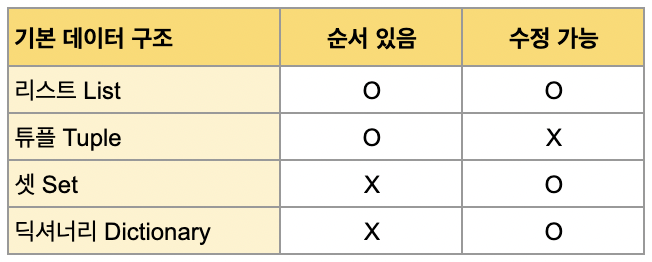 기본 데이터 구조 순서 있음 수정 가능
리스트 List O O
튜플 Tuple O X
셋 Set X O
딕셔너리 Dictionary X O